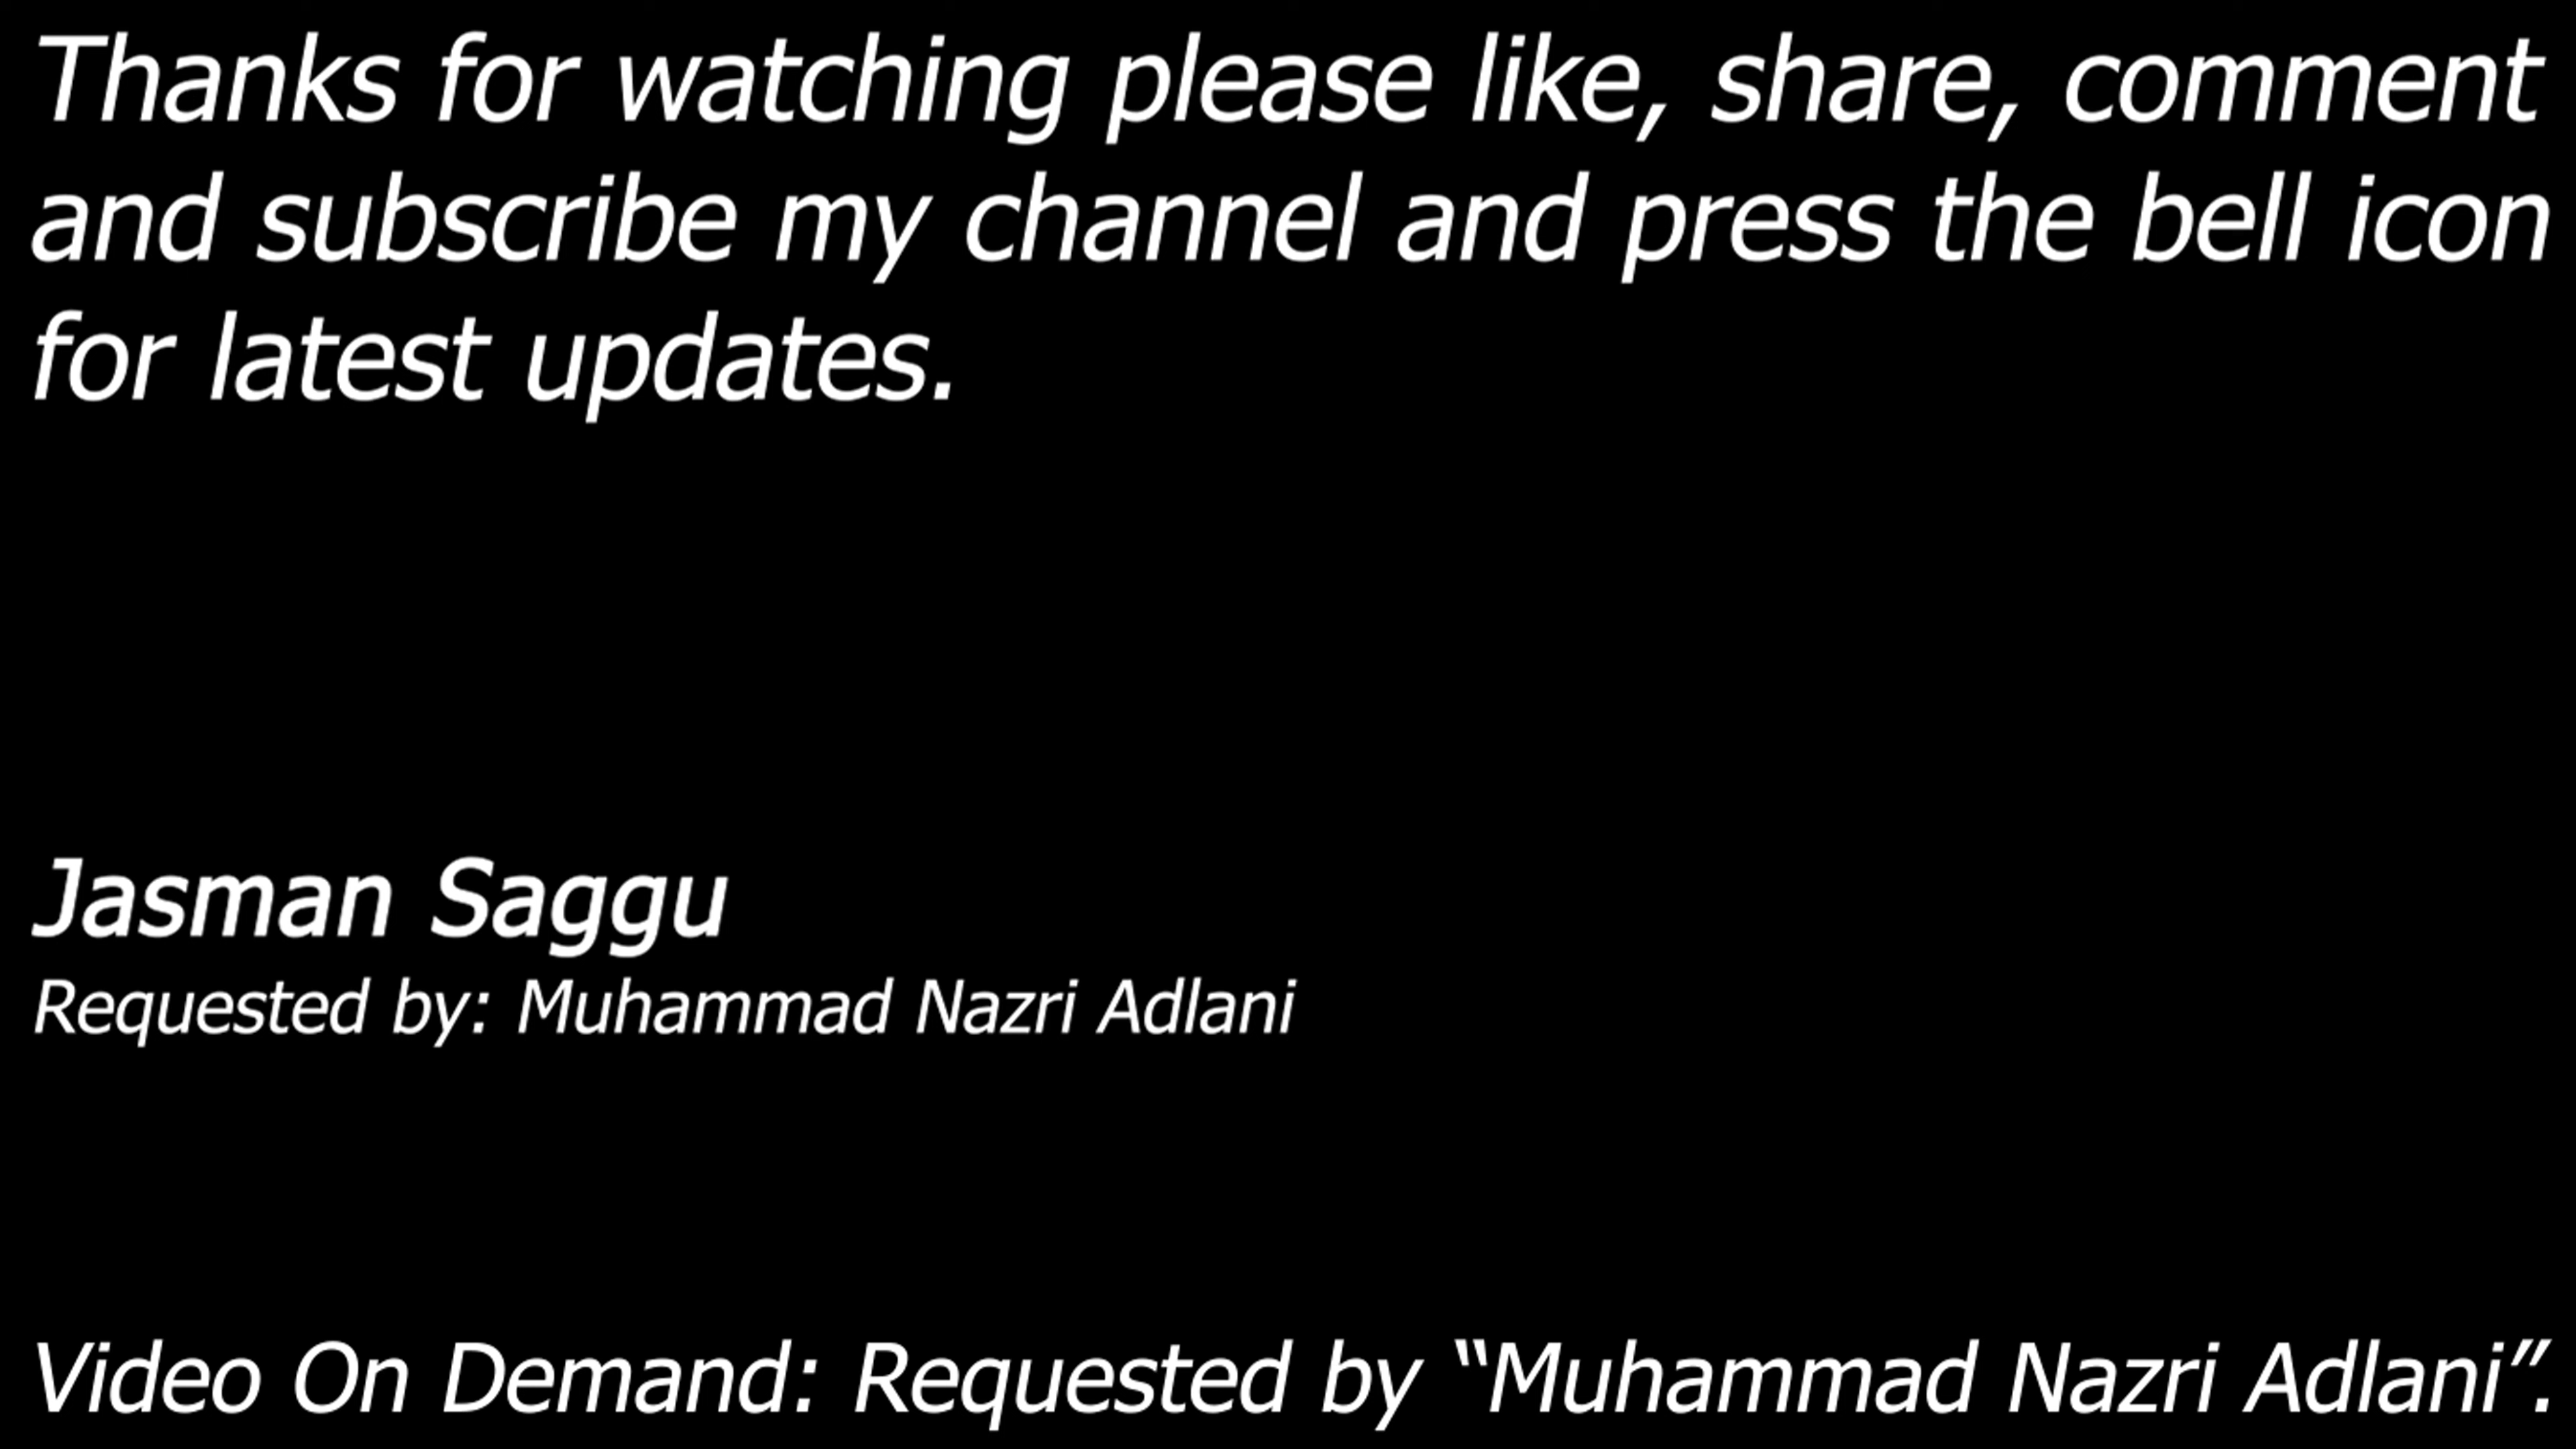 Thanks for watching please like, share, comment
and subscribe my channel and press the bell icon
for latest updates.
Jasman Saggu
Requested by: Muhammad Nazri Adlani
Video On Demand: Requested by “Muhammad Nazri Adlani”.